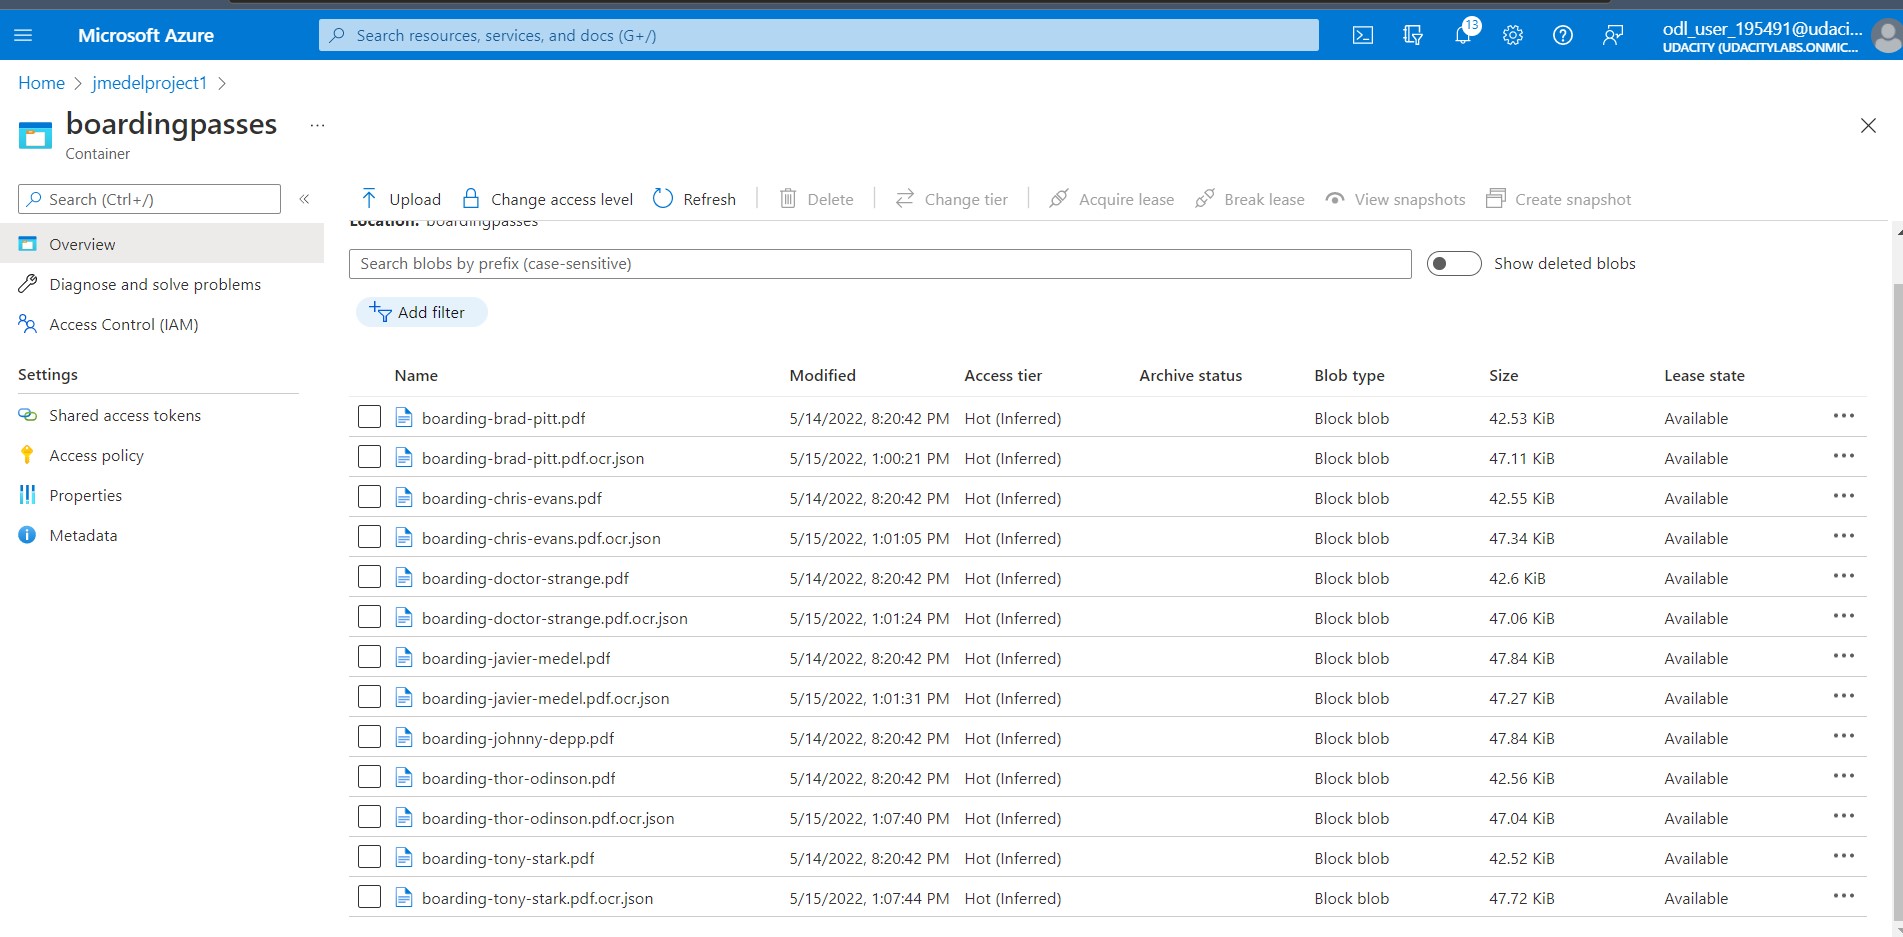 Microsoft Azure
Search resources, services, and docs (G+/)
13
odl_user_195491@udaci...
UDACITY (UDACITYLABS.ONMIC...
Home > jmedelproject1 >
boardingpasses ...
Container
Search (Ctrl+/)
«
Upload
Change access level
Refresh
Delete
Change tier
Acquire lease
Break lease
View snapshots
Create snapshot
Overview
Diagnose and solve problems
Access Control (IAM)
Settings
Shared access tokens
Access policy
Properties
Metadata
Location: boardingpasses
Search blobs by prefix (case-sensitive)
Show deleted blobs
Add filter
Name Modified Access tier Archive status Blob type Size Lease state
boarding-brad-pitt.pdf 5/14/2022, 8:20:42 PM Hot (Inferred) Block blob 42.53 KiB Available ...
boarding-brad-pitt.pdf.ocr.json 5/15/2022, 1:00:21 PM Hot (Inferred) Block blob 47.11 KiB Available ...
boarding-chris-evans.pdf 5/14/2022, 8:20:42 PM Hot (Inferred) Block blob 42.55 KiB Available ...
boarding-chris-evans.pdf.ocr.json 5/15/2022, 1:01:05 PM Hot (Inferred) Block blob 47.34 KiB Available ...
boarding-doctor-strange.pdf 5/14/2022, 8:20:42 PM Hot (Inferred) Block blob 42.6 KiB Available ...
boarding-doctor-strange.pdf.ocr.json 5/15/2022, 1:01:24 PM Hot (Inferred) Block blob 47.06 KiB Available ...
boarding-javier-medel.pdf 5/14/2022, 8:20:42 PM Hot (Inferred) Block blob 47.84 KiB Available ...
boarding-javier-medel.pdf.ocr.json 5/15/2022, 1:01:31 PM Hot (Inferred) Block blob 47.27 KiB Available ...
boarding-johnny-depp.pdf 5/14/2022, 8:20:42 PM Hot (Inferred) Block blob 47.84 KiB Available ...
boarding-thor-odinson.pdf 5/14/2022, 8:20:42 PM Hot (Inferred) Block blob 42.56 KiB Available ...
boarding-thor-odinson.pdf.ocr.json 5/15/2022, 1:07:40 PM Hot (Inferred) Block blob 47.04 KiB Available ...
boarding-tony-stark.pdf 5/14/2022, 8:20:42 PM Hot (Inferred) Block blob 42.52 KiB Available ...
boarding-tony-stark.pdf.ocr.json 5/15/2022, 1:07:44 PM Hot (Inferred) Block blob 47.72 KiB Available ...